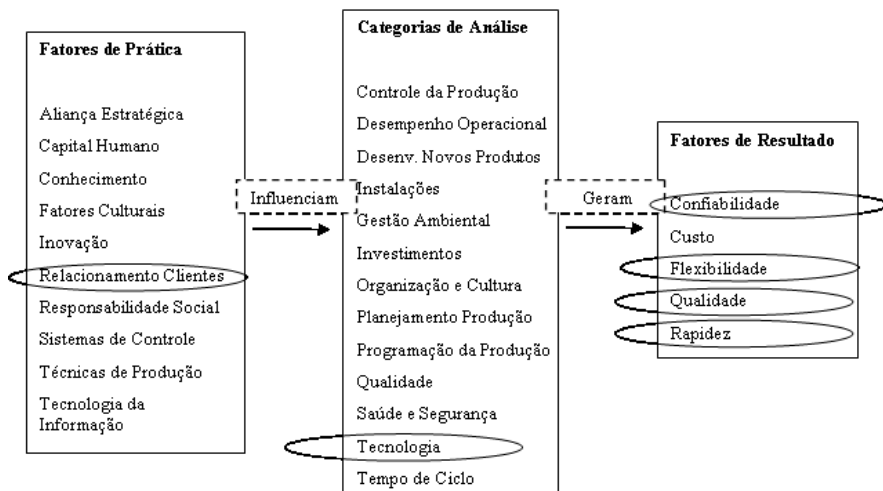 Fatores de Prática
Aliança Estratégica
Capital Humano
Conhecimento
Fatores Culturais
Inovação
Relacionamento Clientes
Responsabilidade Social
Sistemas de Controle
Técnicas de Produção
Tecnologia da
Informação
Influenciam
Categorias de Análise
Controle da Produção
Desempenho Operacional
Desenv. Novos Produtos
Instalações
Gestão Ambiental
Investimentos
Organização e Cultura
Planejamento Produção
Programação da Produção
Qualidade
Saúde e Segurança
Tecnologia
Tempo de Ciclo
Geram
Fatores de Resultado
Confiabilidade
Custo
Flexibilidade
Qualidade
Rapidez